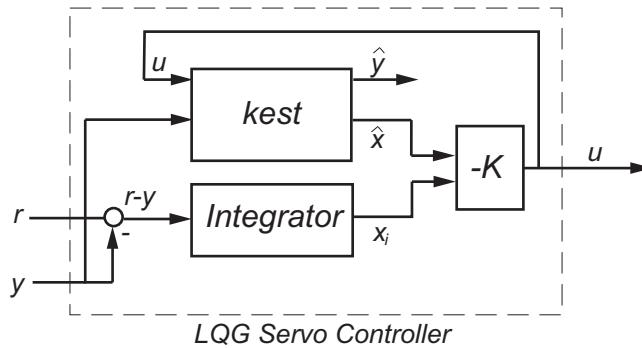 u
ŷ
kest
x̂
-K
u
r
r-y
-
Integrator
xᵢ
y
LQG Servo Controller